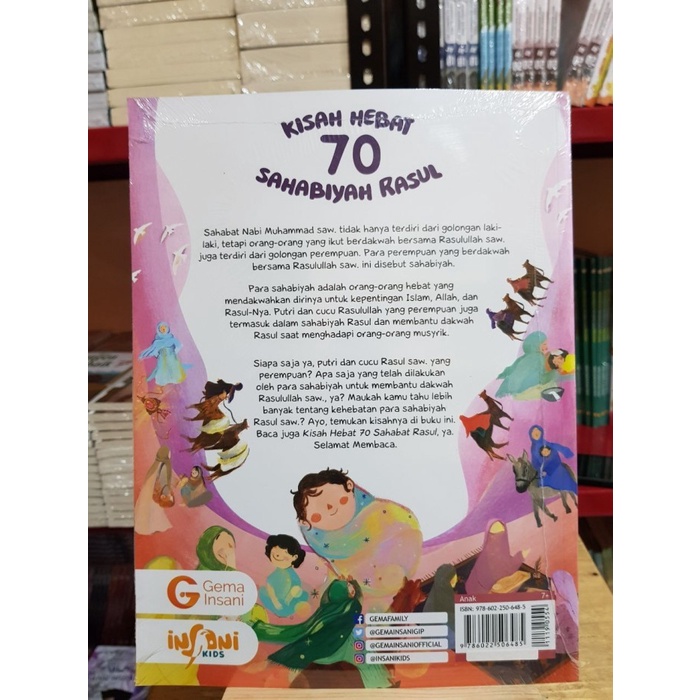 KISAH HEBAT
70
SAHABIYAH RASUL
Sahabat Nabi Muhammad saw. tidak hanya terdiri dari golongan laki-
laki, tetapi orang-orang yang ikut berdakwah bersama Rasulullah saw.
juga terdiri dari golongan perempuan. Para perempuan yang berdakwah
bersama Rasulullah saw. ini disebut sahabiyah.
Para sahabiyah adalah orang-orang hebat yang
mendakwahkan dirinya untuk kepentingan Islam, Allah, dan
Rasul-Nya. Putri dan cucu Rasulullah yang perempuan juga
termasuk dalam sahabiyah Rasul dan membantu dakwah
Rasul saat menghadapi orang-orang musyrik.
Siapa saja ya, putri dan cucu Rasul saw. yang
perempuan? Apa saja yang telah dilakukan
oleh para sahabiyah untuk membantu dakwah
Rasulullah saw., ya? Maukah kamu tahu lebih
banyak tentang kehebatan para sahabiyah
Rasul saw.? Ayo, temukan kisahnya di buku ini.
Baca juga Kisah Hebat 70 Sahabat Rasul, ya.
Selamat Membaca.
Gema
Insani
insani
KIDS
GEMAFAMILY
@GEMAINSANIGIP
@GEMAINSANIOFFICIAL
@INSANIKIDS
Anak 7+
ISBN: 978-602-250-648-5
9 786022 506485